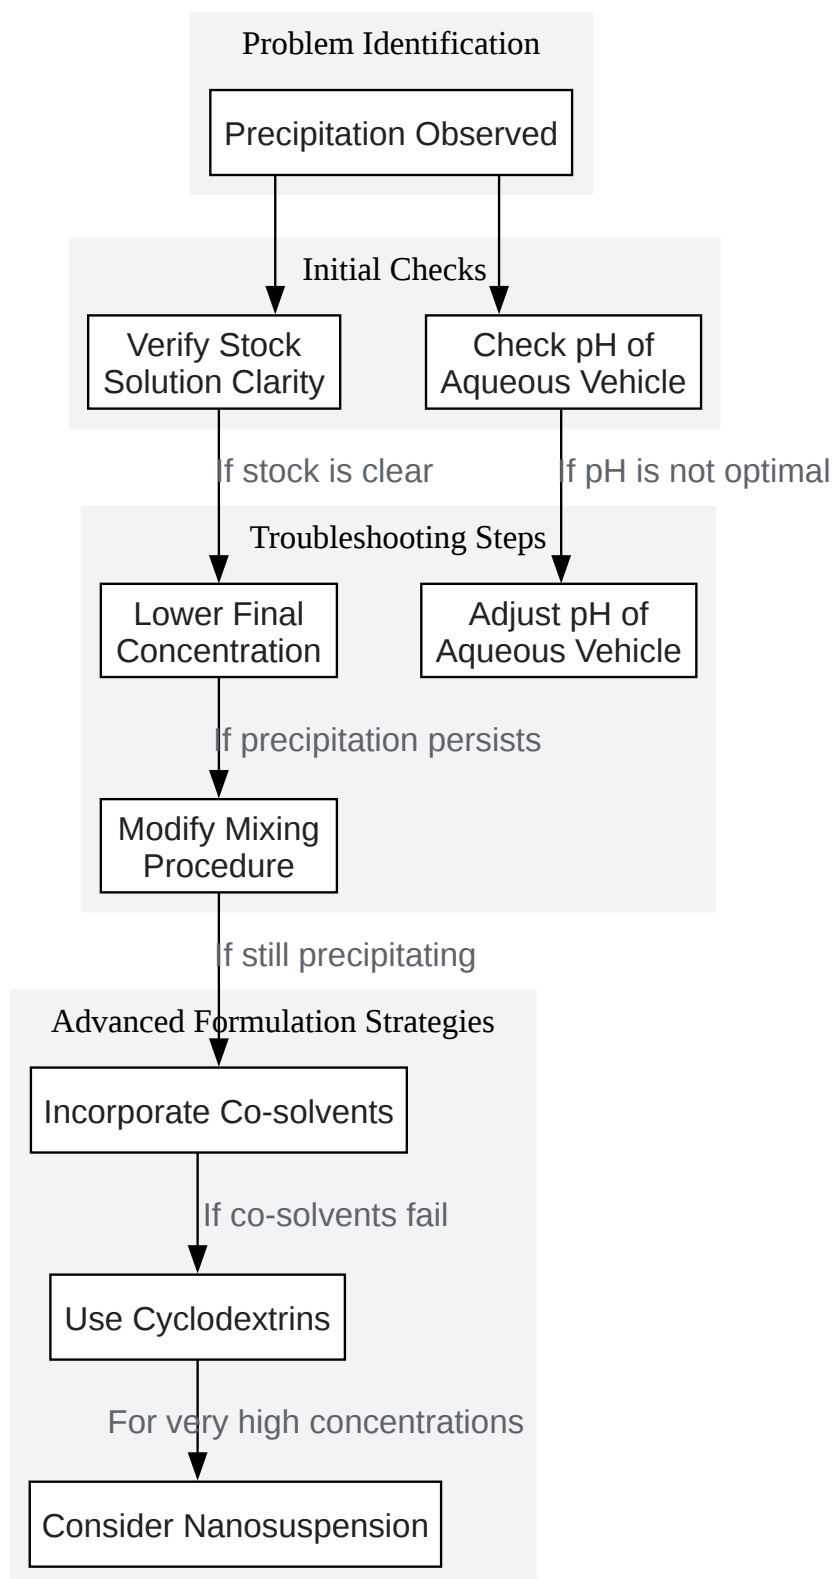 Problem Identification
Precipitation Observed
Initial Checks
Verify Stock
Solution Clarity
Check pH of
Aqueous Vehicle
If stock is clear
If pH is not optimal
Troubleshooting Steps
Lower Final
Concentration
Adjust pH of
Aqueous Vehicle
If precipitation persists
Modify Mixing
Procedure
If still precipitating
Advanced Formulation Strategies
Incorporate Co-solvents
If co-solvents fail
Use Cyclodextrins
For very high concentrations
Consider Nanosuspension